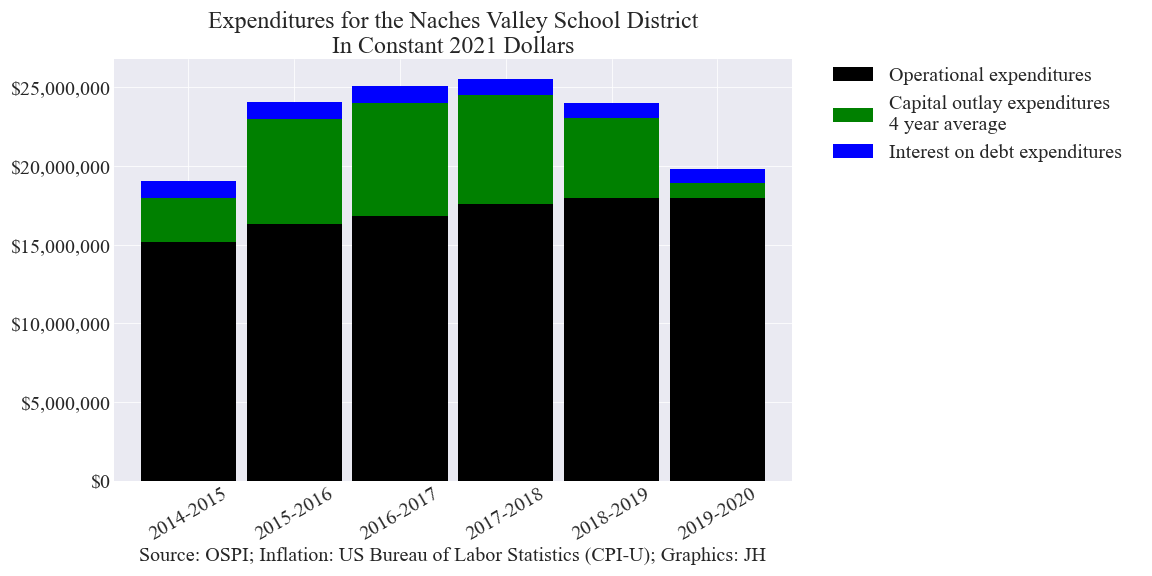 Expenditures for the Naches Valley School District
In Constant 2021 Dollars
$25,000,000
$20,000,000
$15,000,000
$10,000,000
$5,000,000
$0
2014-2015
2015-2016
2016-2017
2017-2018
2018-2019
2019-2020
Source: OSPI; Inflation: US Bureau of Labor Statistics (CPI-U); Graphics: JH
Operational expenditures
Capital outlay expenditures
4 year average
Interest on debt expenditures